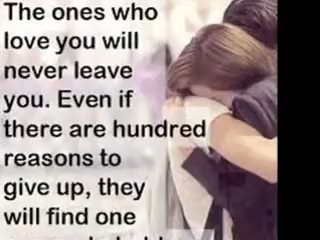 The ones who
love you will
never leave
you. Even if
there are hundred
reasons to
give up, they
will find one